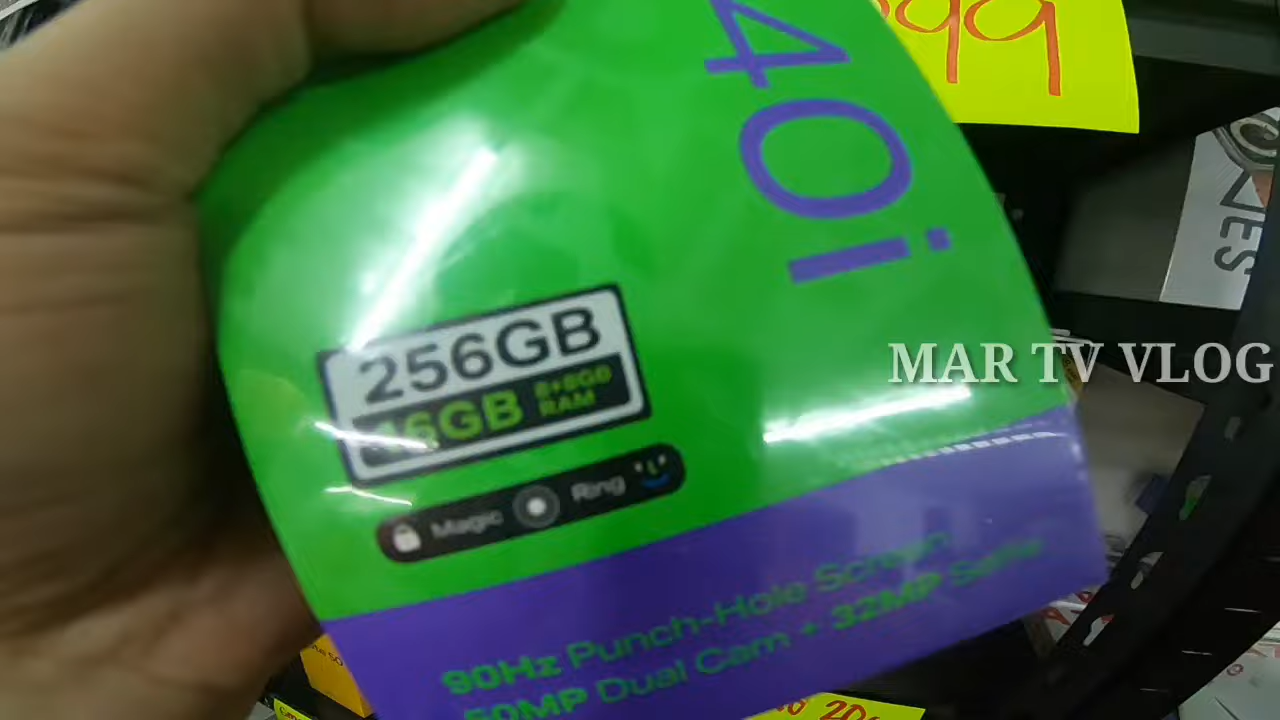 40i
256GB
16GB 8+8GB
RAM
Magic Ring
90Hz Punch-Hole Screen
50MP Dual Cam + 32MP Selfie
MAR TV VLOG